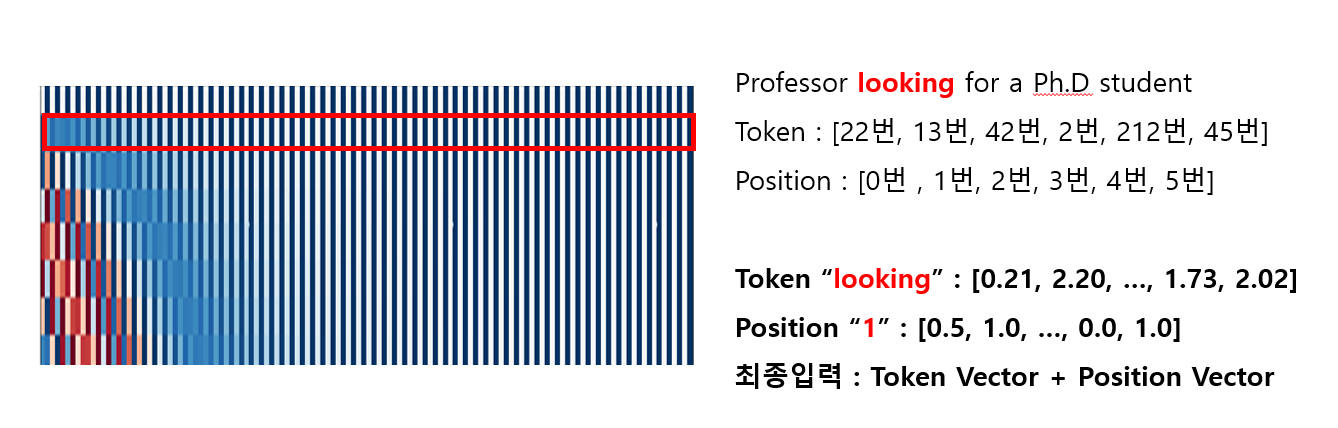 Professor looking for a Ph.D student
Token : [22번, 13번, 42번, 2번, 212번, 45번]
Position : [0번 , 1번, 2번, 3번, 4번, 5번]
Token “looking” : [0.21, 2.20, …, 1.73, 2.02]
Position “1” : [0.5, 1.0, …, 0.0, 1.0]
최종입력 : Token Vector + Position Vector